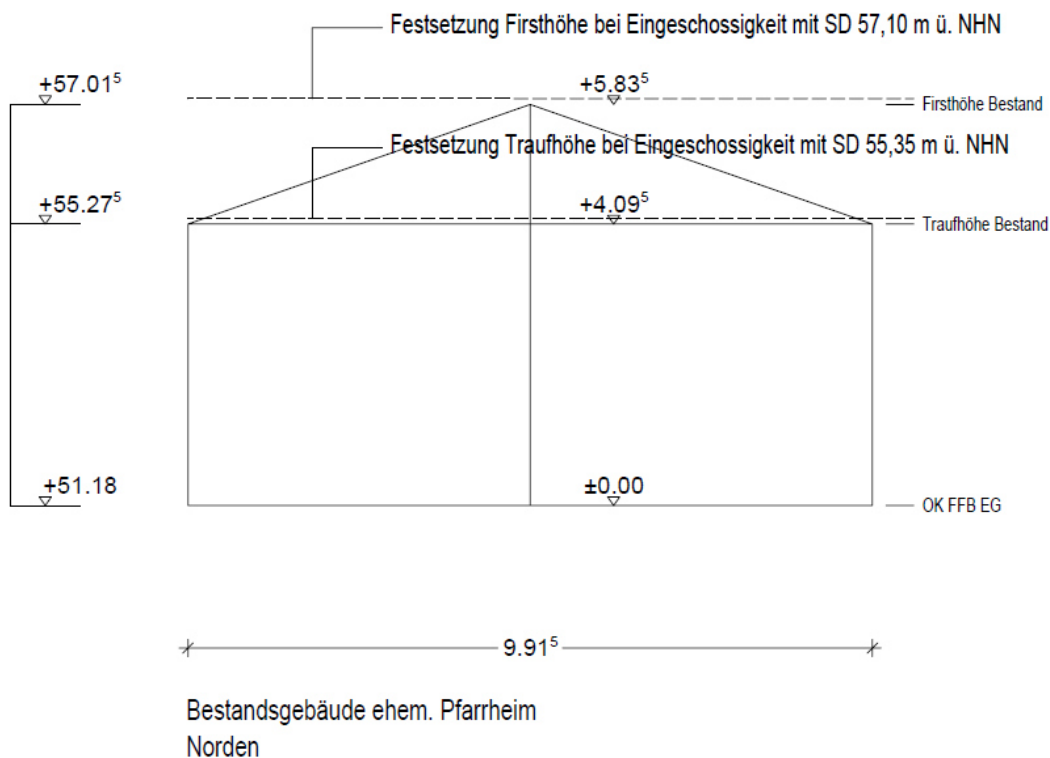 Festsetzung Firsthöhe bei Eingeschossigkeit mit SD 57,10 m ü. NHN
+57.01⁵
+5.83⁵
Firsthöhe Bestand
Festsetzung Traufhöhe bei Eingeschossigkeit mit SD 55,35 m ü. NHN
+55.27⁵
+4.09⁵
Traufhöhe Bestand
+51.18
±0.00
OK FFB EG
9.91⁵
Bestandsgebäude ehem. Pfarrheim
Norden